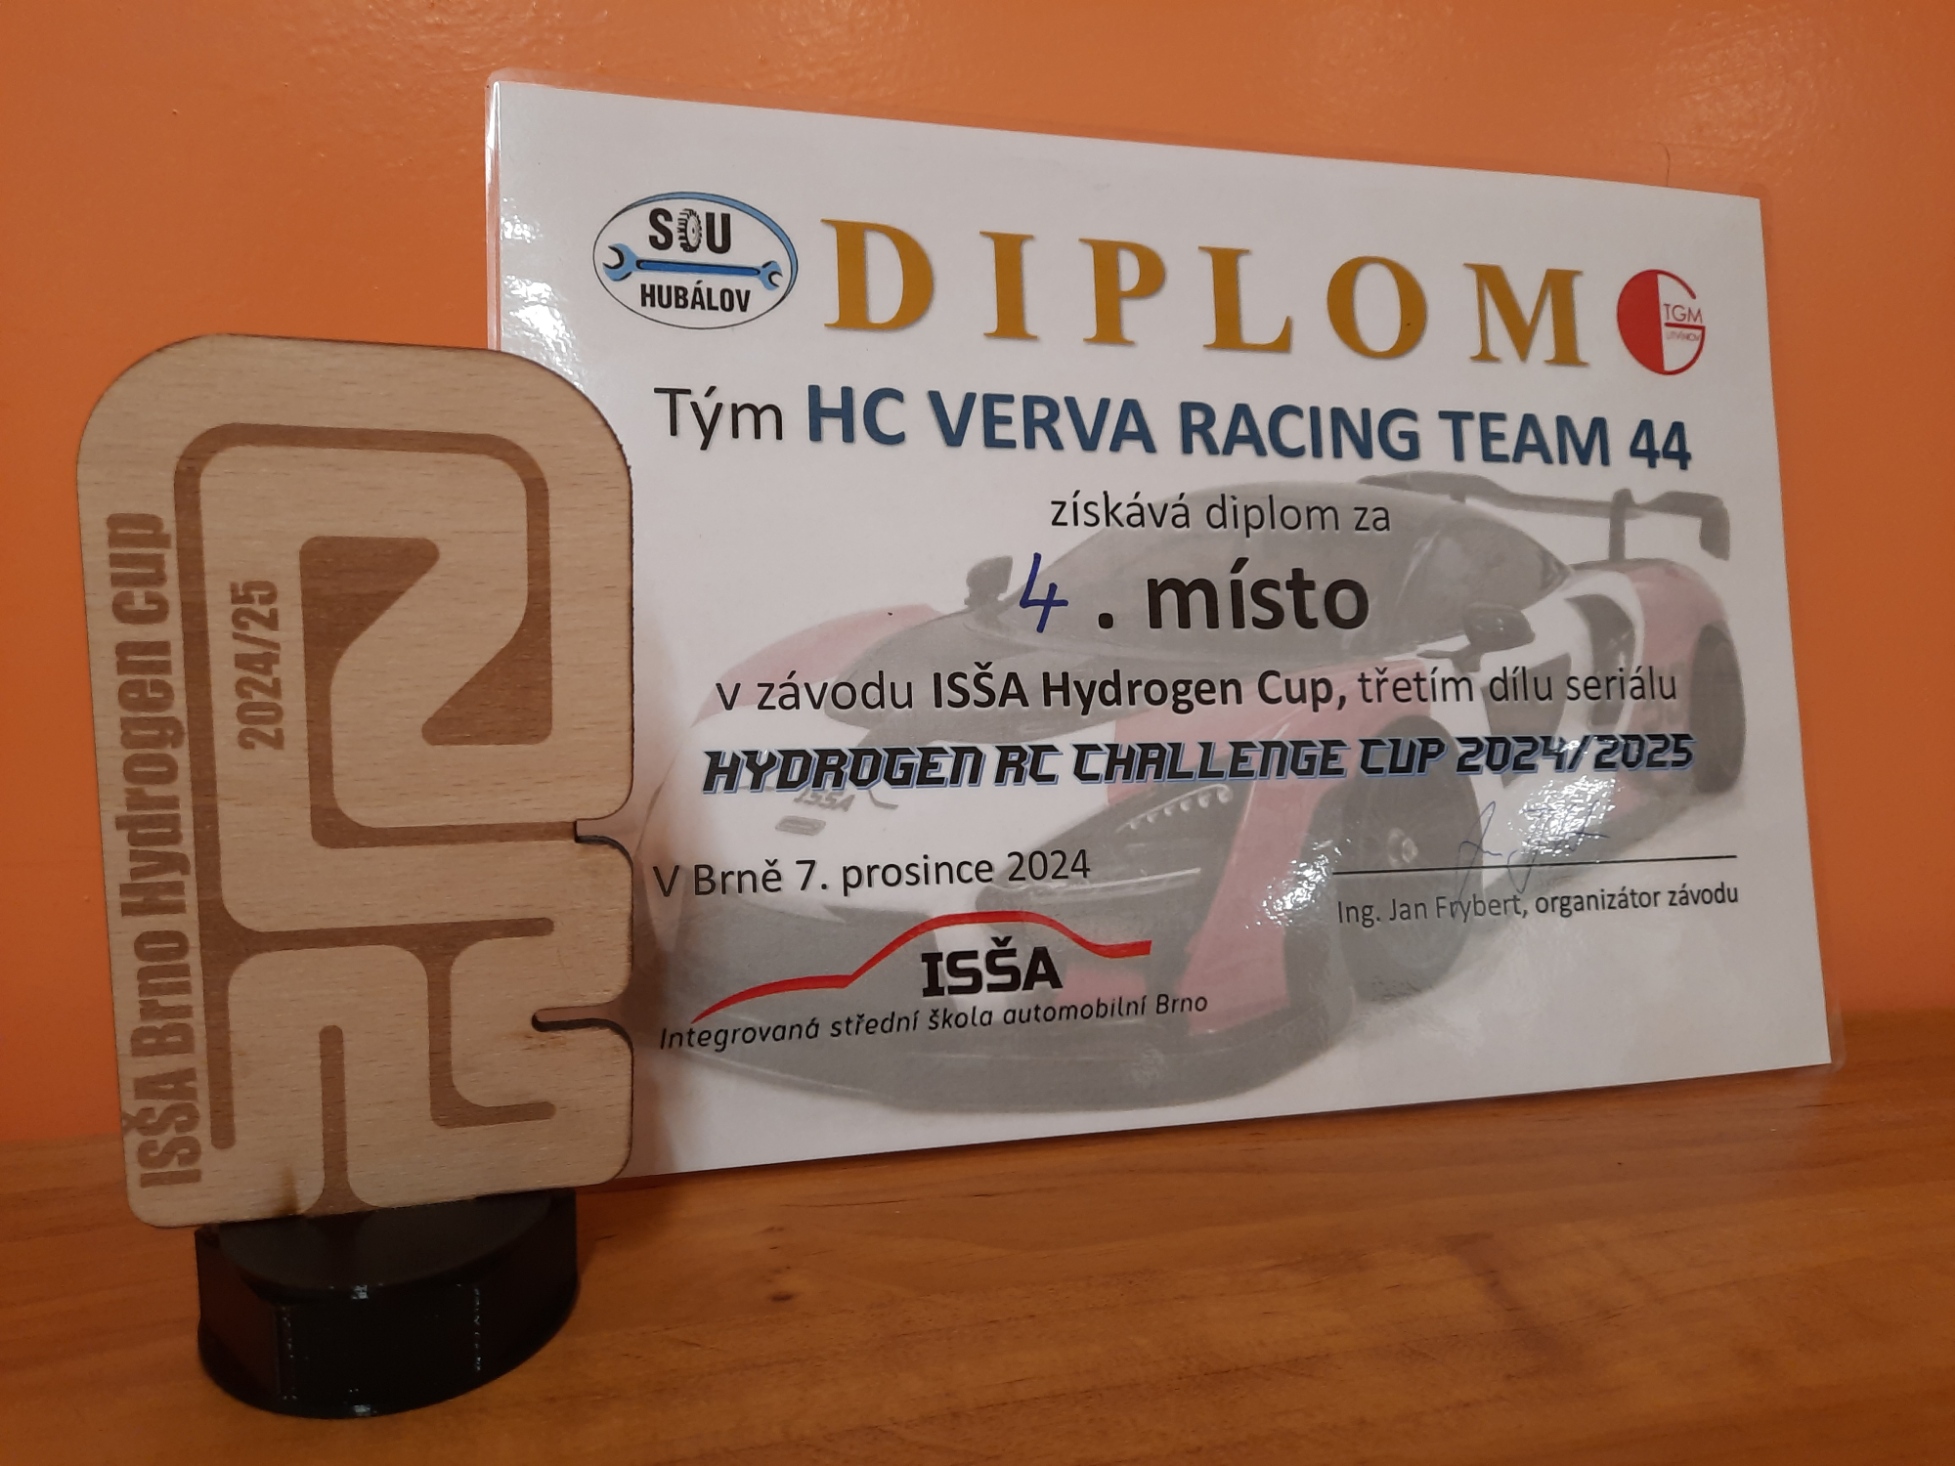 ISŠA Brno Hydrogen Cup
2024/25
SOU
HUBÁLOV
DIPLOM
TGM
Tým HC VERVA RACING TEAM 44
získává diplom za
4. místo
v závodu ISŠA Hydrogen Cup, třetím dílu seriálu
HYDROGEN RC CHALLENGE CUP 2024/2025
ISŠA
V Brně 7. prosince 2024
Ing. Jan Frybert, organizátor závodu
ISŠA
Integrovaná střední škola automobilní Brno